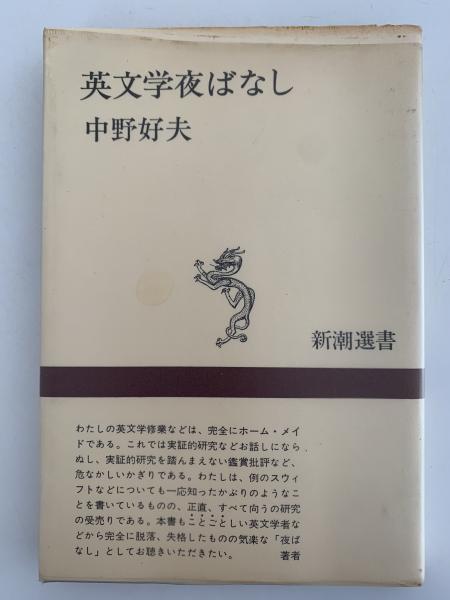 英文学夜ばなし
中野好夫
新潮選書
わたしの英文学修業などは、完全にホーム・メイ
ドである。これでは実証的研究などお話しになら
ぬし、実証的研究を踏んまえない鑑賞批評など、
危なかしいかぎりである。わたしは、例のスウィ
フトなどについても一応知ったかぶりのようなこ
とを書いているものの、正直、すべて向うの研究
の受売りである。本書もことごとしい英文学者な
どから完全に脱落、失格したものの気楽な「夜ば
なし」としてお聴きいただきたい。 著者